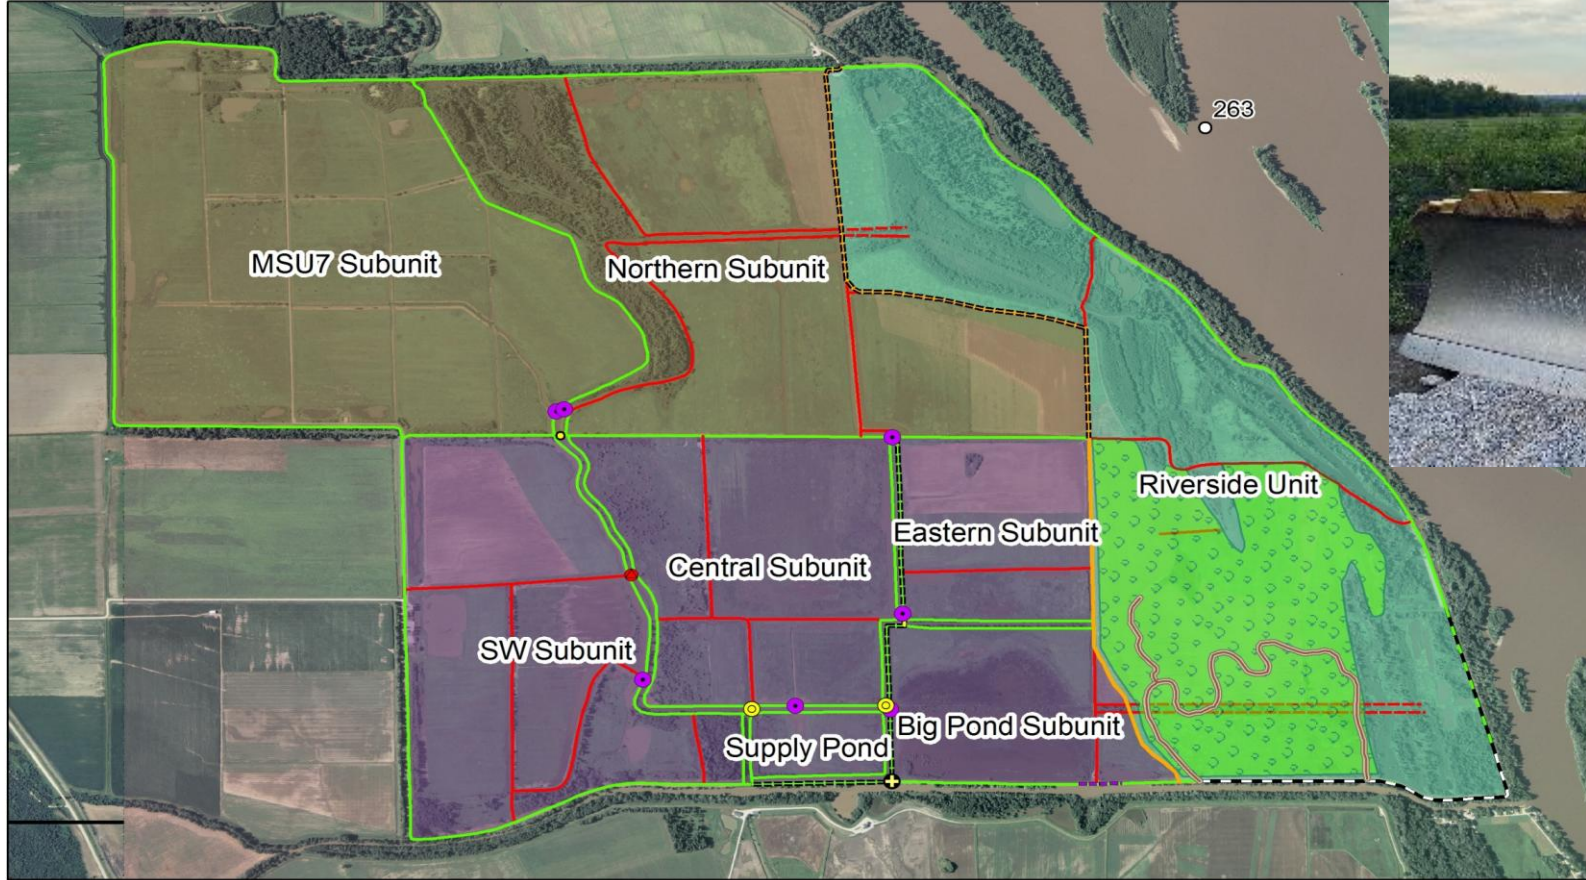 263
MSU7 Subunit
Northern Subunit
Riverside Unit
Eastern Subunit
Central Subunit
SW Subunit
Big Pond Subunit
Supply Pond